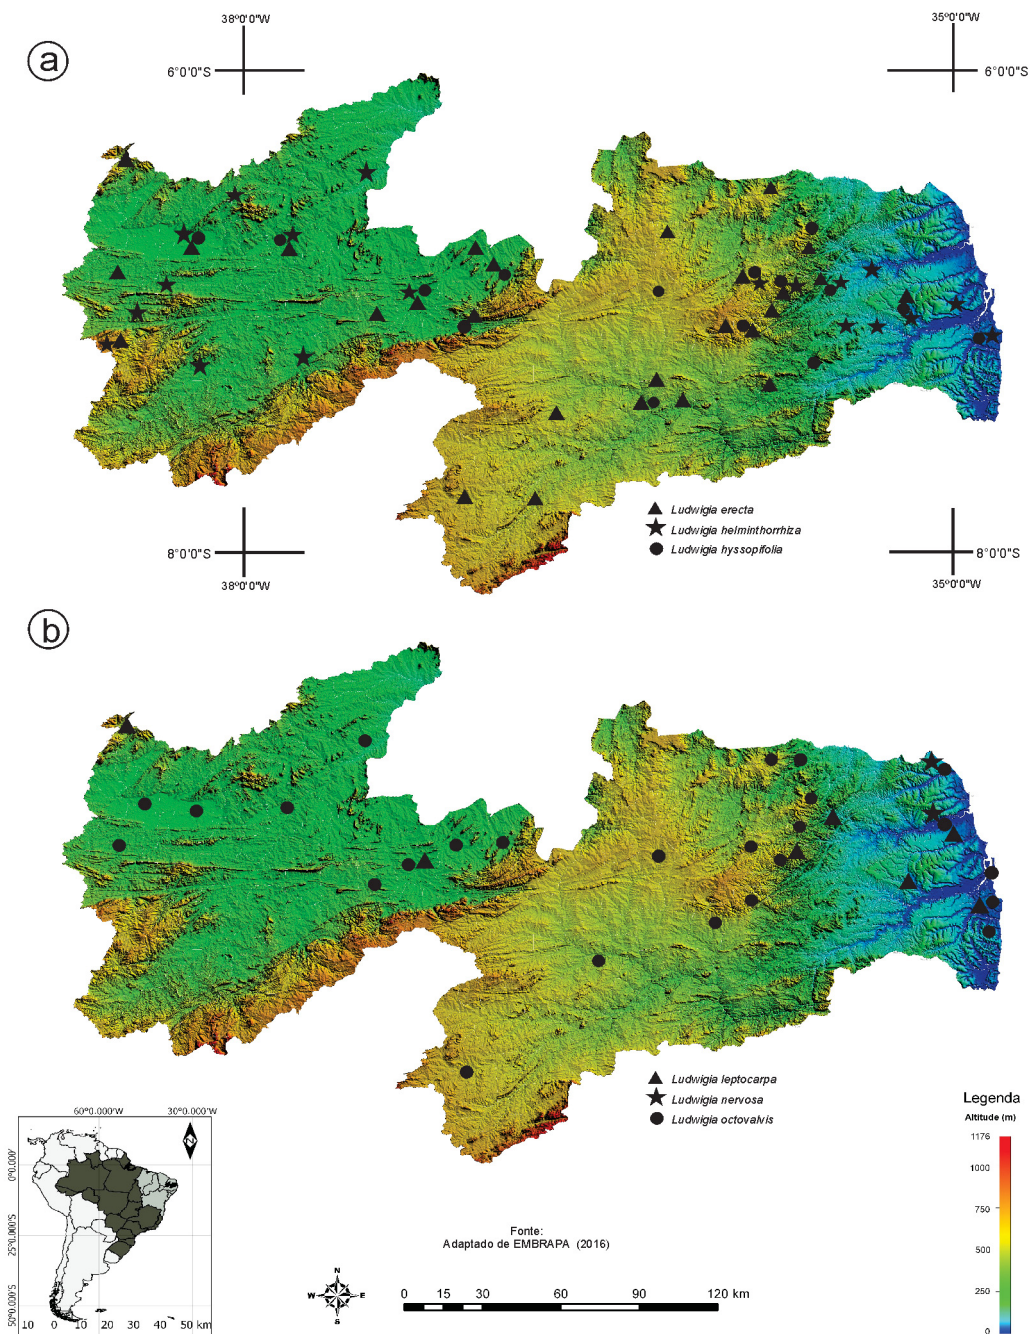 38°0'0"W
35°0'0"W
a
6°0'0"S
6°0'0"S
Ludwigia erecta
Ludwigia helminthorrhiza
Ludwigia hyssopifolia
8°0'0"S
8°0'0"S
38°0'0"W
35°0'0"W
b
Ludwigia leptocarpa
Ludwigia nervosa
Ludwigia octovalvis
Legenda
Altitude (m)
1176
1000
750
500
250
0
60°0.000'W
30°0.000'W
N
0°0.000'
25°0.000'S
50°0.000'S
10 0 10 20 30 40 50 km
Fonte:
Adaptado de EMBRAPA (2016)
N
W
E
S
0 15 30 60 90 120 km